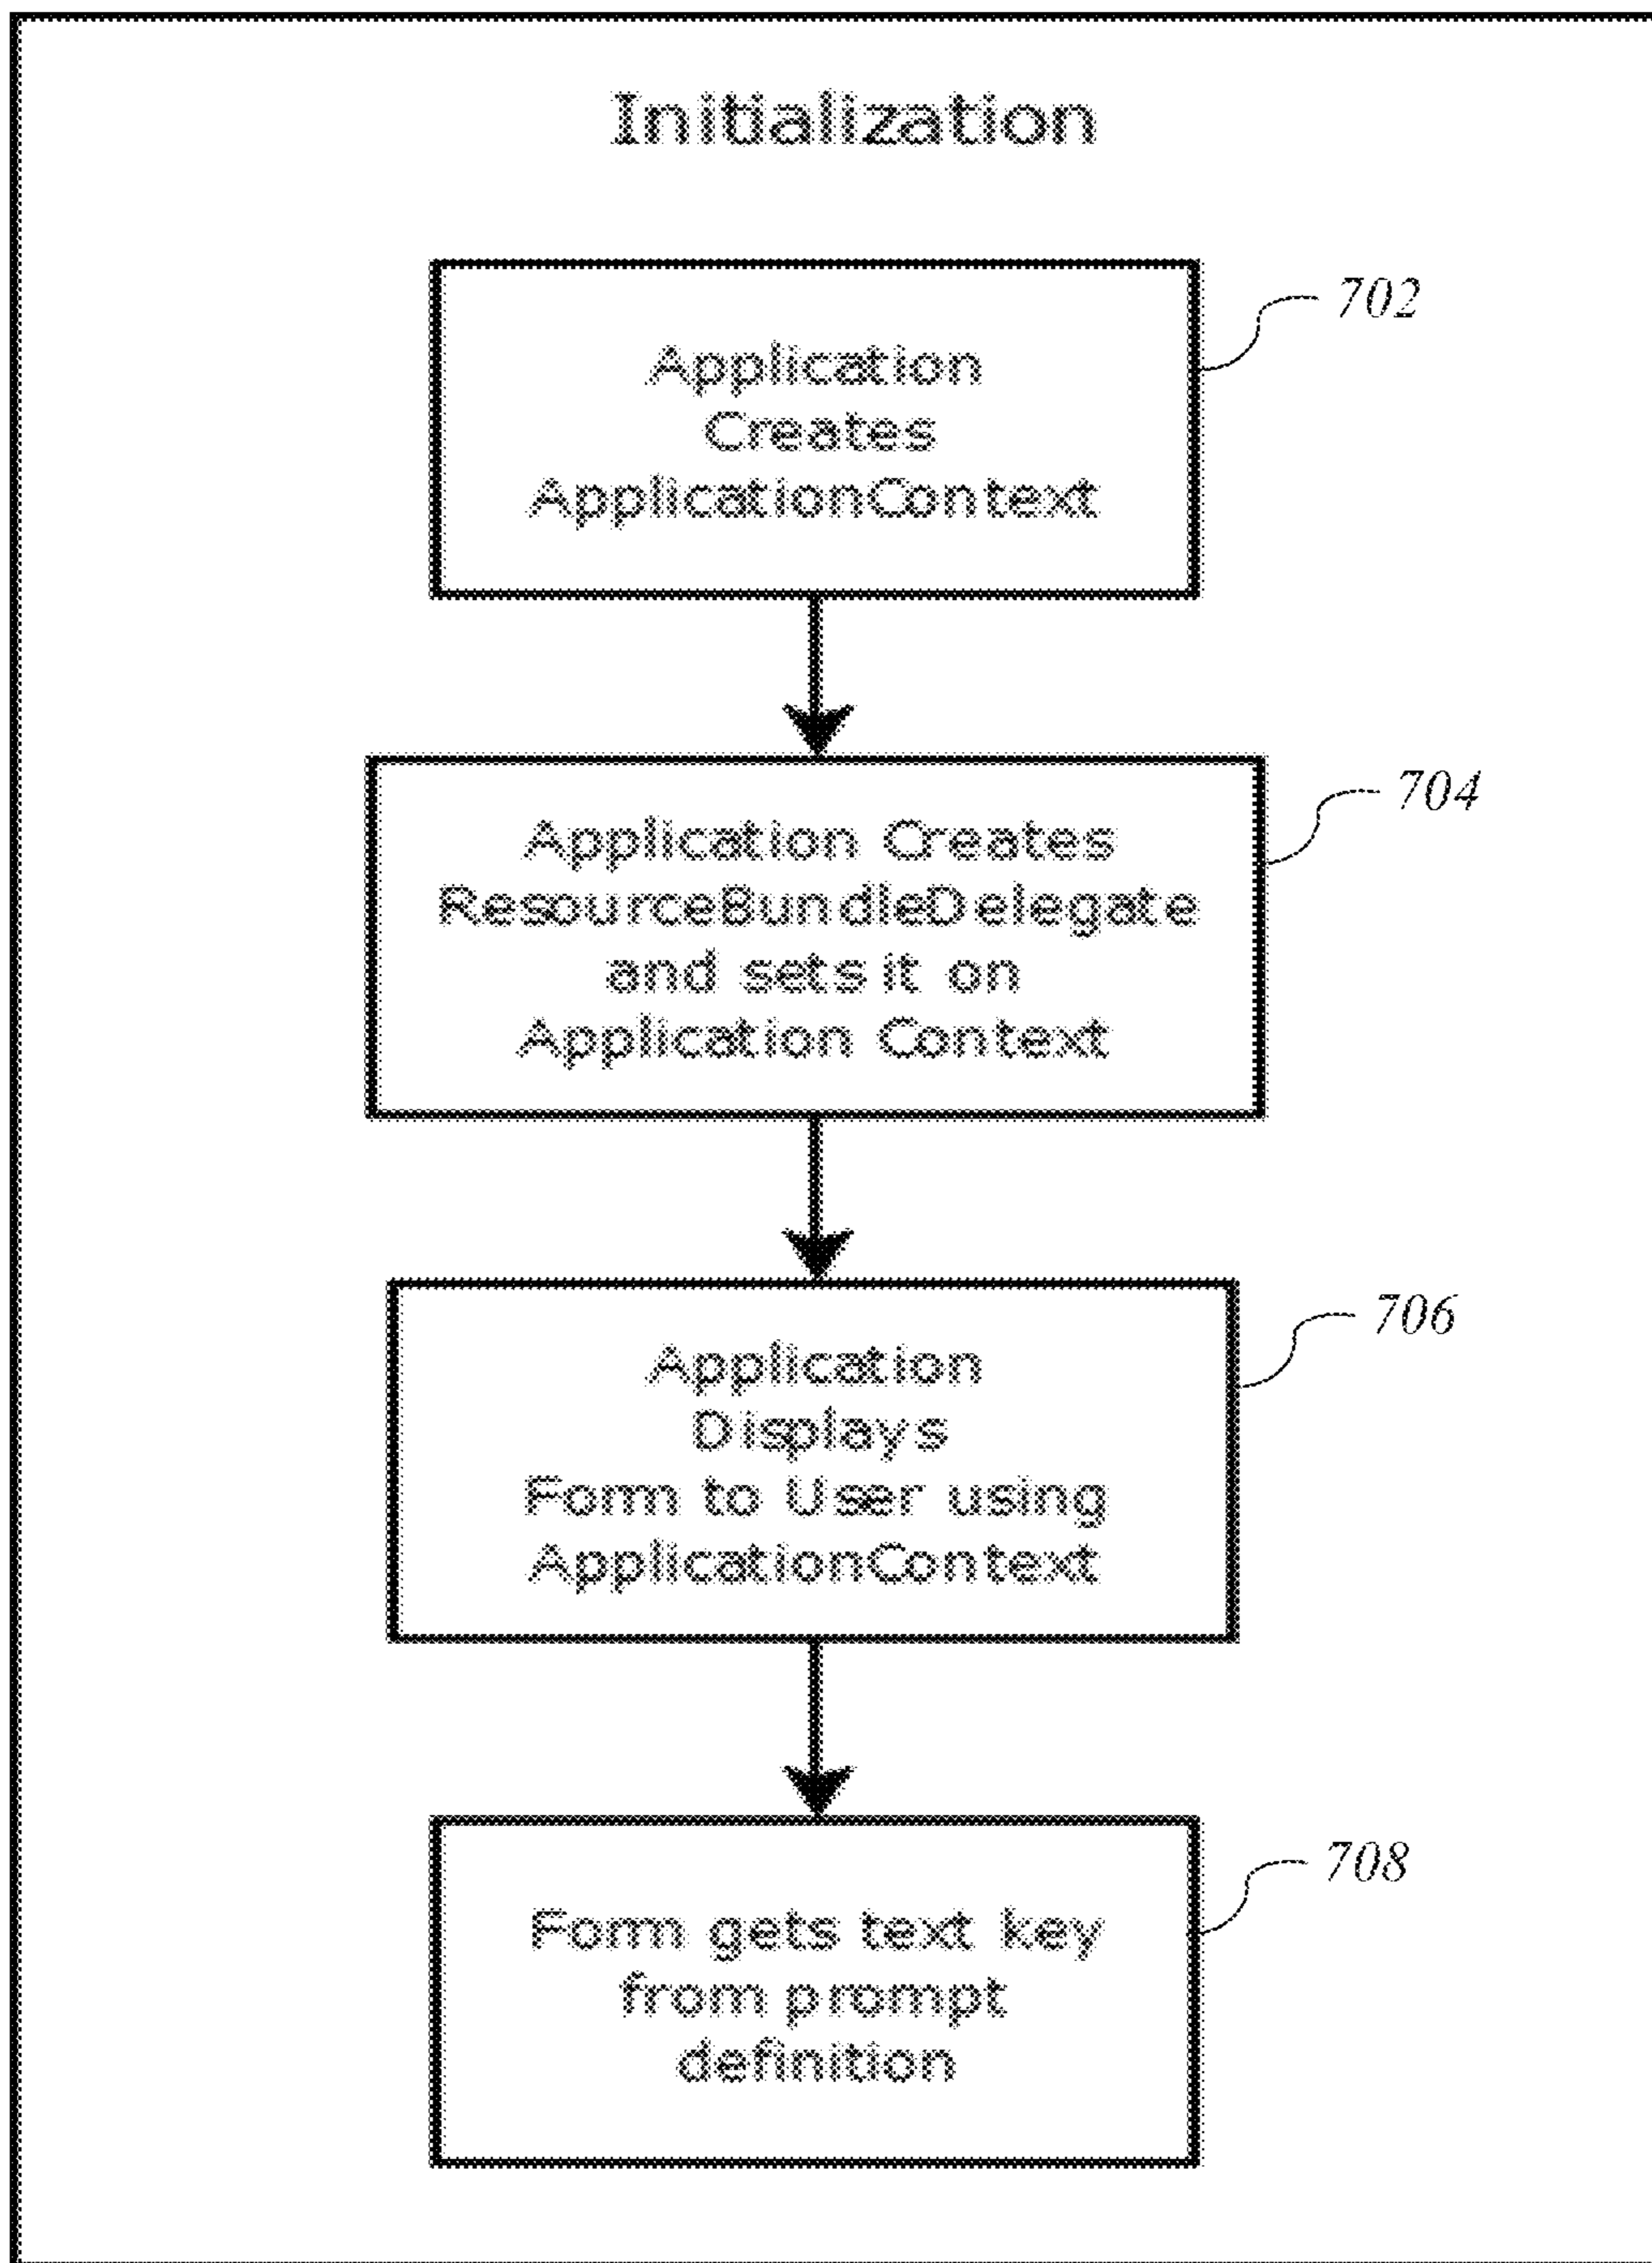 Initialization
702
Application
Creates
ApplicationContext
704
Application Creates
ResourceBundleDelegate
and sets it on
Application Context
706
Application
Displays
Form to User using
ApplicationContext
708
Form gets text key
from prompt
definition